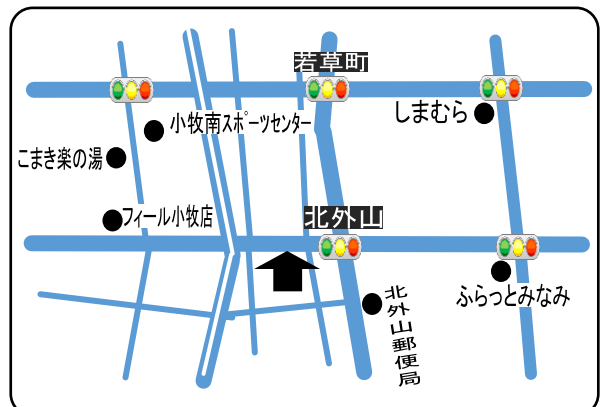 若草町
しまむら
小牧南スポーツセンター
こまき楽の湯
フィール小牧店
北外山
ふらっとみなみ
北外山郵便局